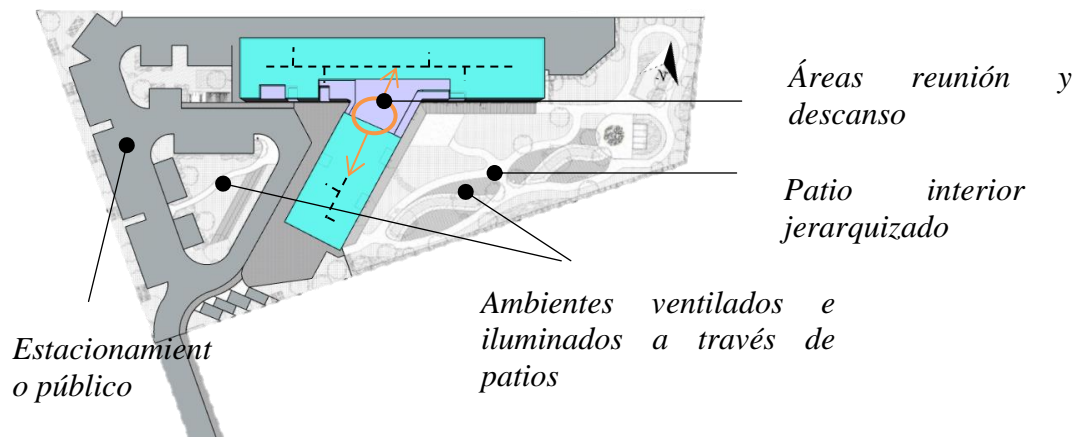 Áreas reunión y
descanso
Patio interior
jerarquizado
Ambientes ventilados e
iluminados a través de
patios
Estacionamient
o público
N